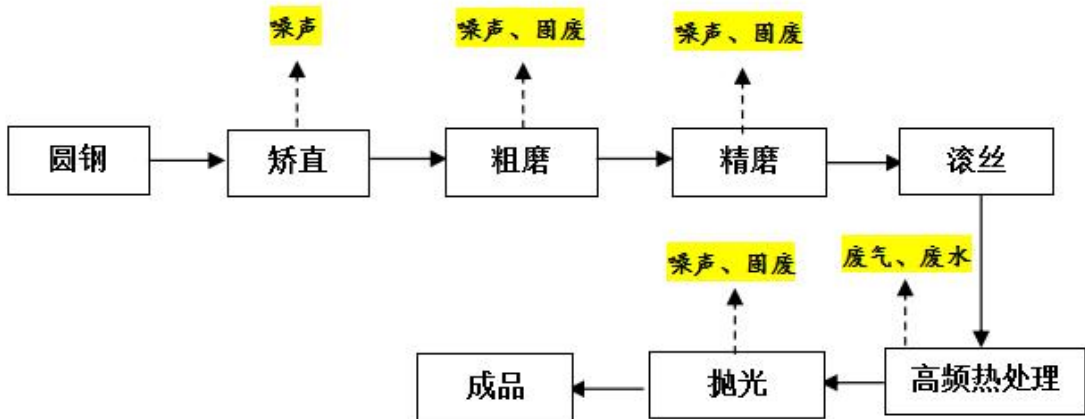 噪声
噪声、固废
噪声、固废
圆钢
矫直
粗磨
精磨
滚丝
噪声、固废
废气、废水
成品
抛光
高频热处理